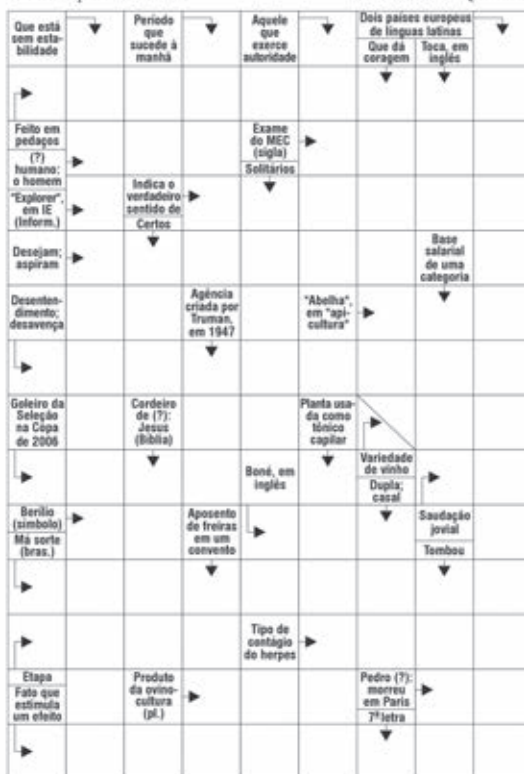 Que está
sem esta-
bilidade
Período
que
sucede à
manhã
Aquele
que
exerce
autoridade
Dois países europeus
de línguas latinas
Que dá
coragem
Toca, em
inglês
Feito em
pedaços
(?)
humano:
o homem
Exame
do MEC
(sigla)
Solitários
"Explorer",
em IE
(Inform.)
Indica o
verdadeiro
sentido de
Certos
Desejam;
aspiram
Base
salarial
de uma
categoria
Desenten-
dimento;
desavença
Agência
criada por
Truman,
em 1947
"Abelha",
em "api-
cultura"
Goleiro da
Seleção
na Copa
de 2006
Cordeiro
de (?):
Jesus
(Bíblia)
Planta usa-
da como
tônico
capilar
Boné, em
inglês
Variedade
de vinho
Dupla;
casal
Berílio
(símbolo)
Má sorte
(bras.)
Aposento
de freiras
em um
convento
Saudação
jovial
Tombou
Tipo de
contágio
do herpes
Etapa
Fato que
estimula
um efeito
Produto
da ovino-
cultura
(pl.)
Pedro (?):
morreu
em Paris
7ª letra